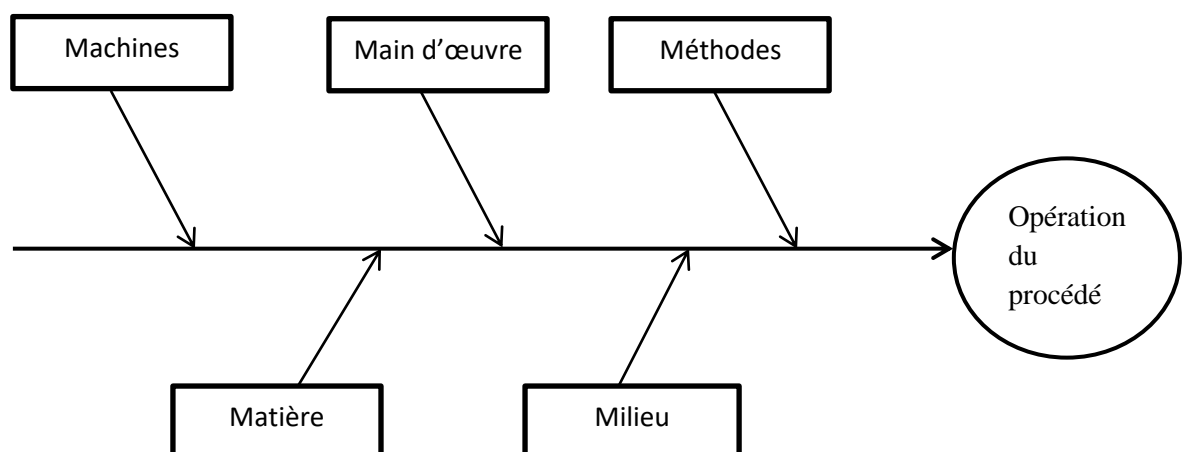 Machines
Main d’œuvre
Méthodes
Opération
du
procédé
Matière
Milieu